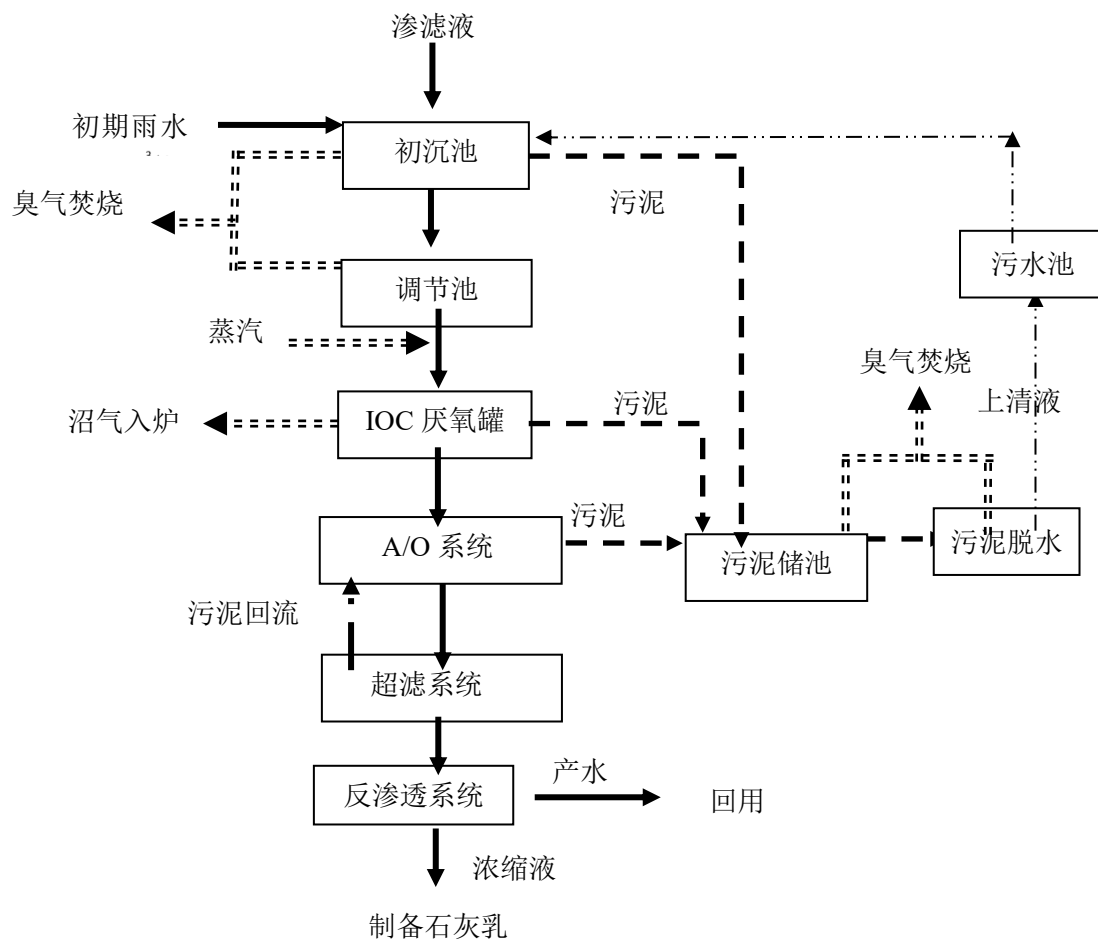 渗滤液
初期雨水
初沉池
臭气焚烧
污泥
调节池
污水池
蒸汽
臭气焚烧
沼气入炉
IOC 厌氧罐
污泥
上清液
A/O 系统
污泥
污泥储池
污泥脱水
污泥回流
超滤系统
反渗透系统
产水
回用
浓缩液
制备石灰乳